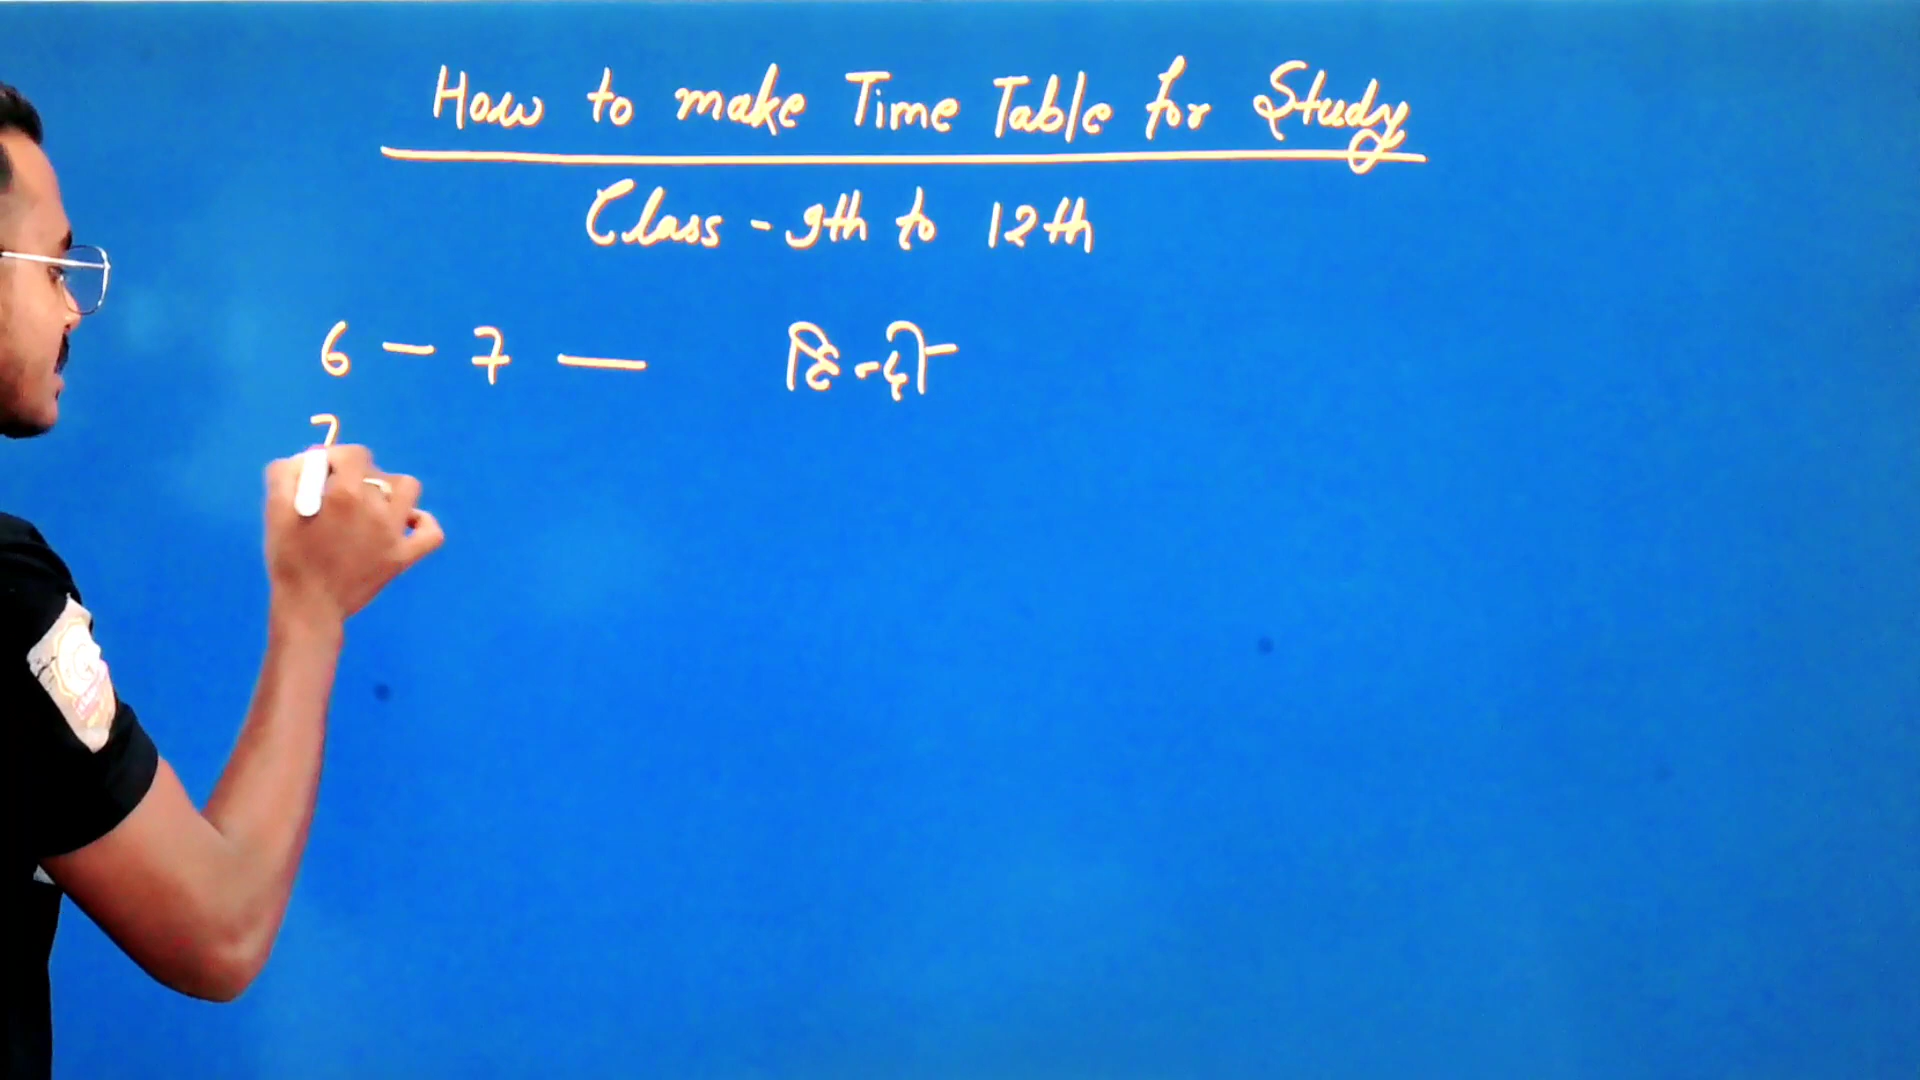 How to make Time Table for Study
Class - 9th to 12th
6 — 7 — हिन्दी
7